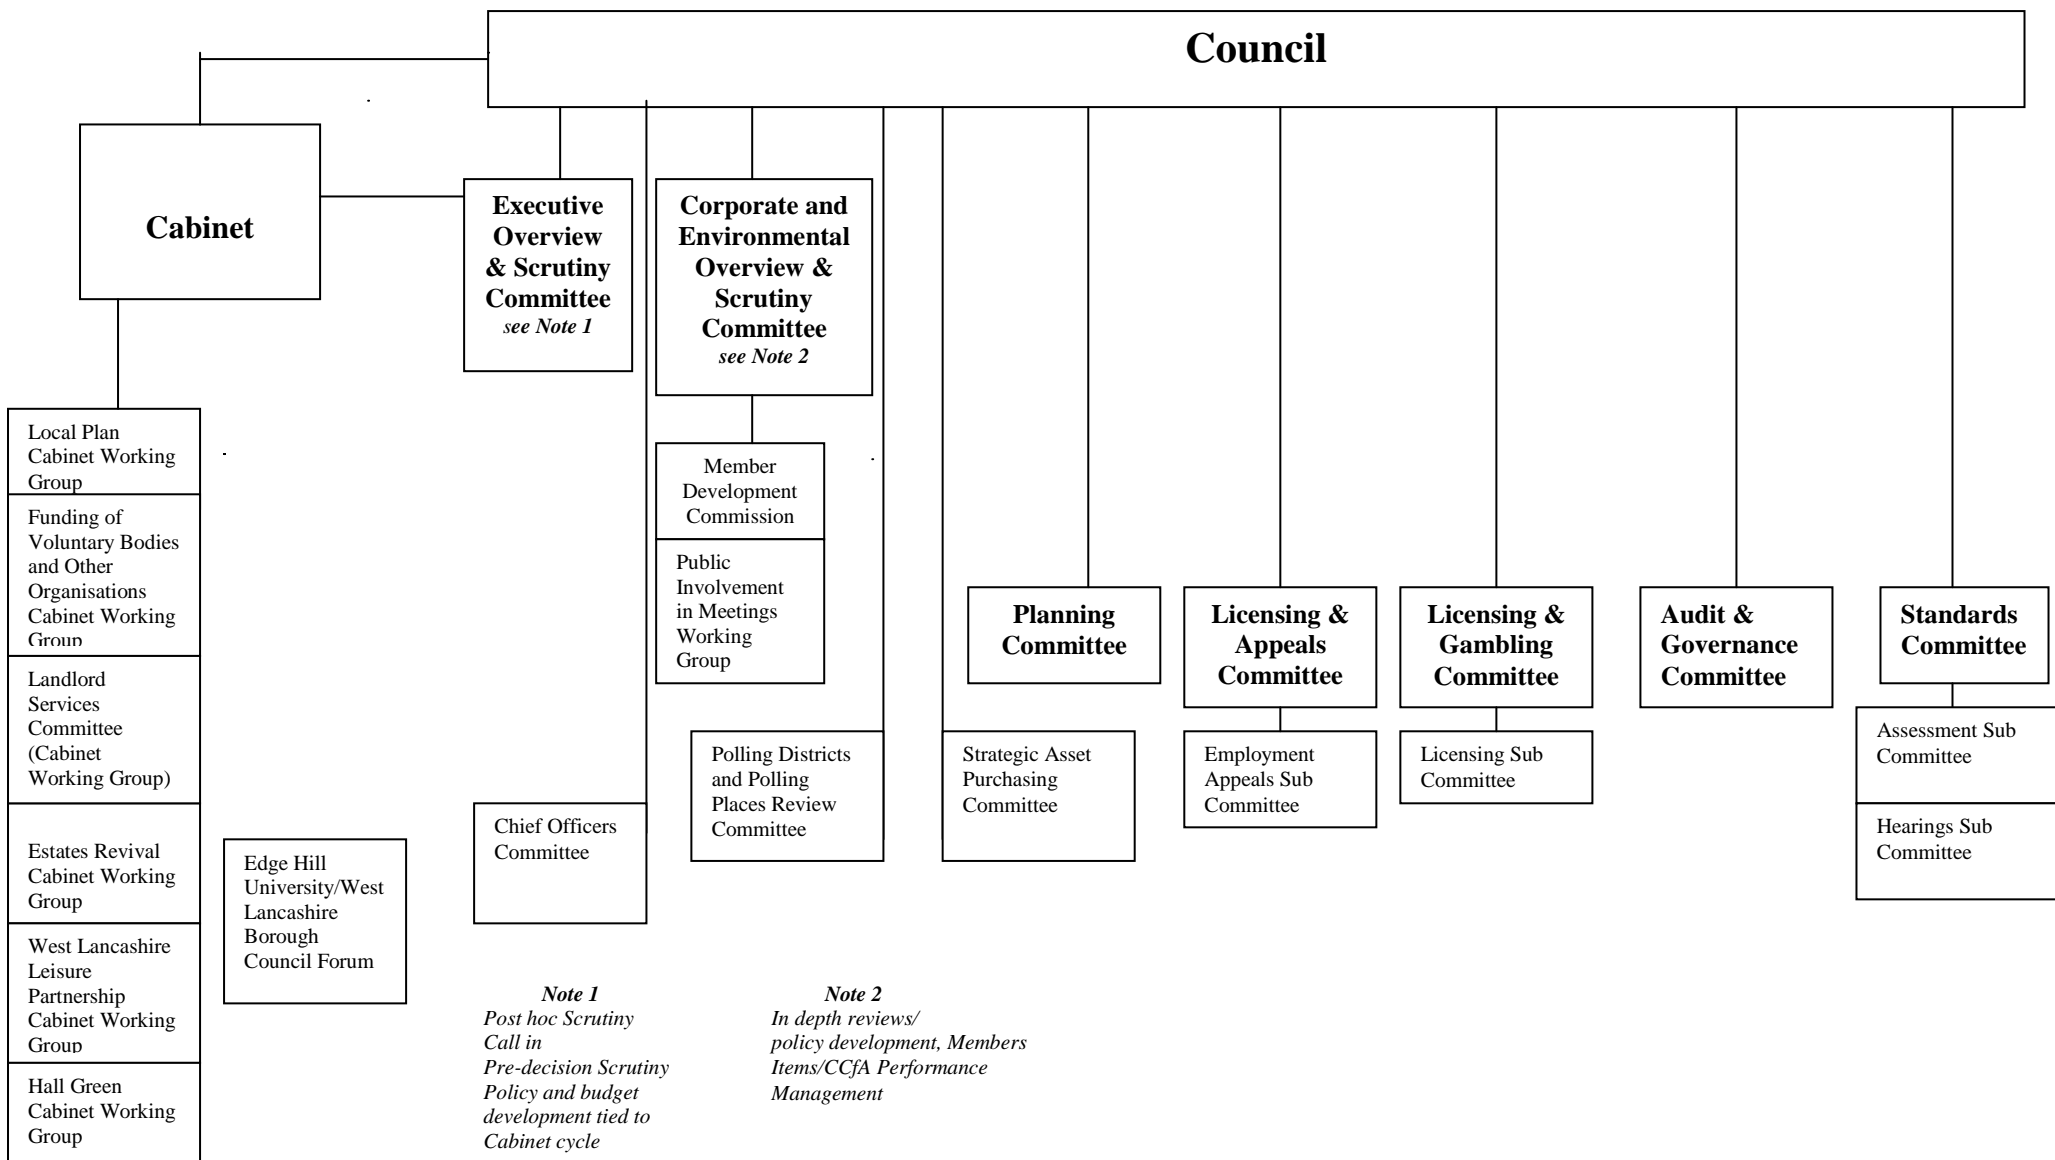 Council
Cabinet
Executive
Overview
& Scrutiny
Committee
see Note 1
Corporate and
Environmental
Overview &
Scrutiny
Committee
see Note 2
Local Plan
Cabinet Working
Group
Funding of
Voluntary Bodies
and Other
Organisations
Cabinet Working
Group
Landlord
Services
Committee
(Cabinet
Working Group)
Estates Revival
Cabinet Working
Group
West Lancashire
Leisure
Partnership
Cabinet Working
Group
Hall Green
Cabinet Working
Group
Edge Hill
University/West
Lancashire
Borough
Council Forum
Chief Officers
Committee
Member
Development
Commission
Public
Involvement
in Meetings
Working
Group
Polling Districts
and Polling
Places Review
Committee
Strategic Asset
Purchasing
Committee
Planning
Committee
Licensing &
Appeals
Committee
Employment
Appeals Sub
Committee
Licensing &
Gambling
Committee
Licensing Sub
Committee
Audit &
Governance
Committee
Standards
Committee
Assessment Sub
Committee
Hearings Sub
Committee
Note 1
Post hoc Scrutiny
Call in
Pre-decision Scrutiny
Policy and budget
development tied to
Cabinet cycle
Note 2
In depth reviews/
policy development, Members
Items/CCfA Performance
Management